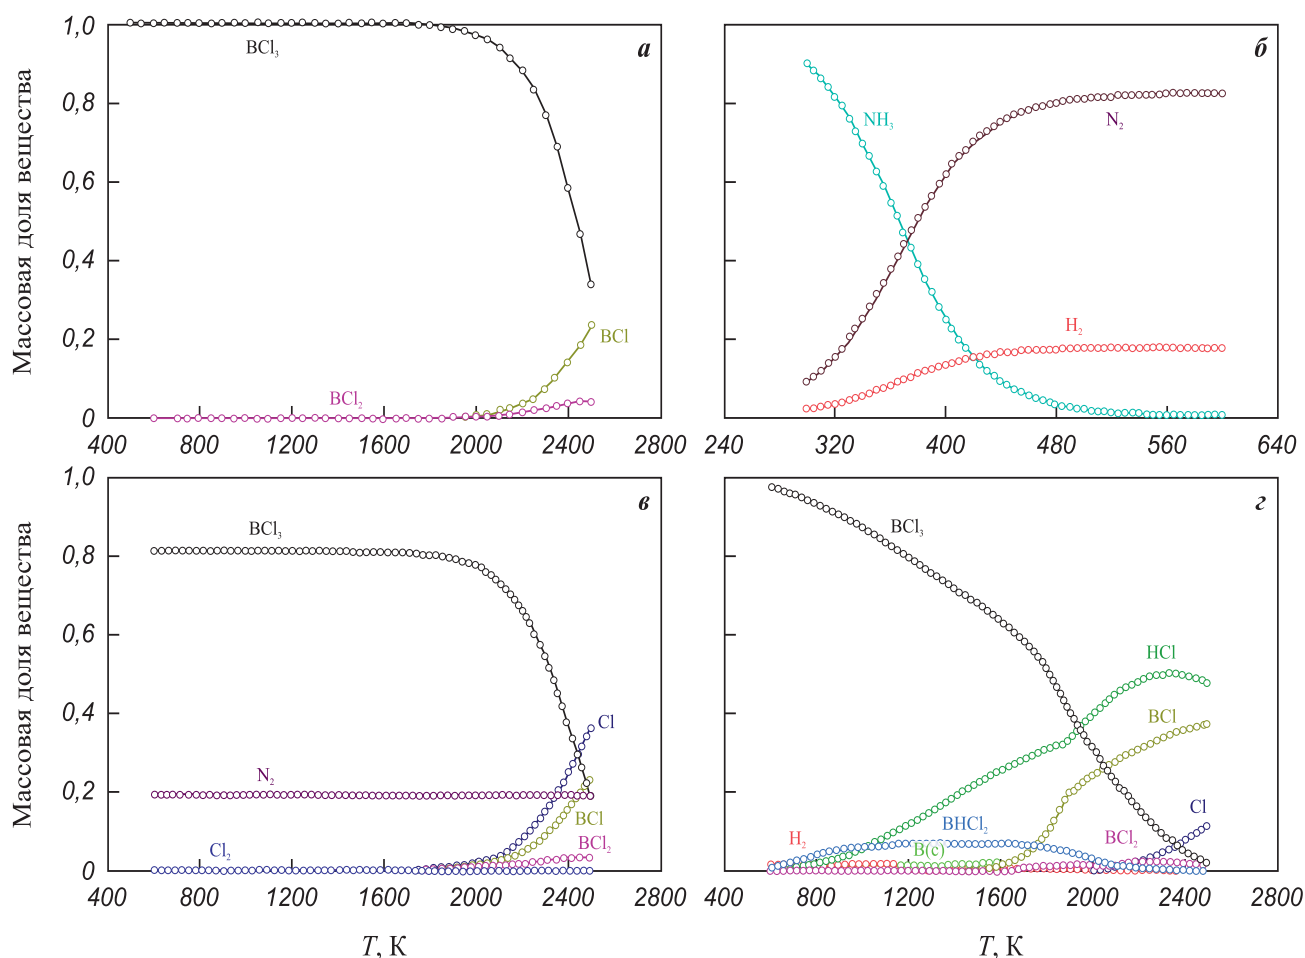 Массовая доля вещества
1,0
0,8
0,6
0,4
0,2
0
BCl₃
BCl
BCl₂
а
400 800 1200 1600 2000 2400 2800
б
NH₃
N₂
H₂
240 320 400 480 560 640
Массовая доля вещества
1,0
0,8
0,6
0,4
0,2
0
в
BCl₃
Cl
N₂
BCl
BCl₂
Cl₂
400 800 1200 1600 2000 2400 2800
T, К
г
BCl₃
HCl
BCl
Cl
BHCl₂
BCl₂
H₂
B(c)
400 800 1200 1600 2000 2400 2800
T, К